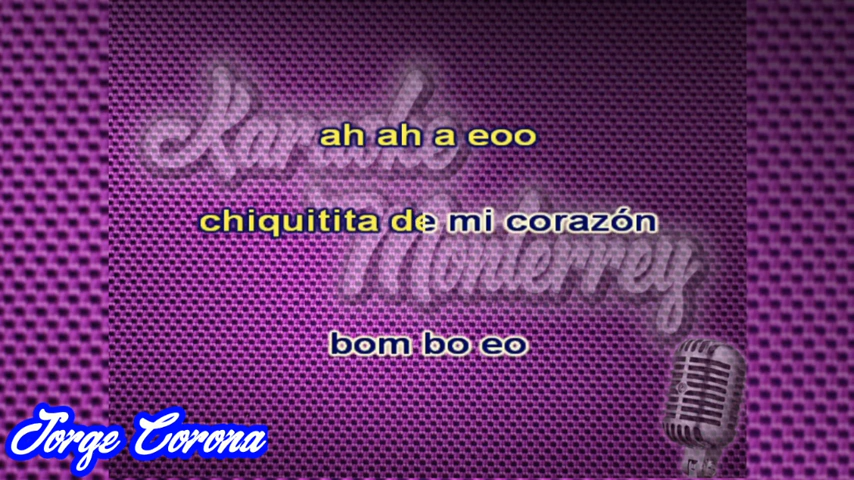 Karaoke
ah ah a eoo
chiquitita de mi corazón
Monterrey
bom bo eo
Jorge Corona